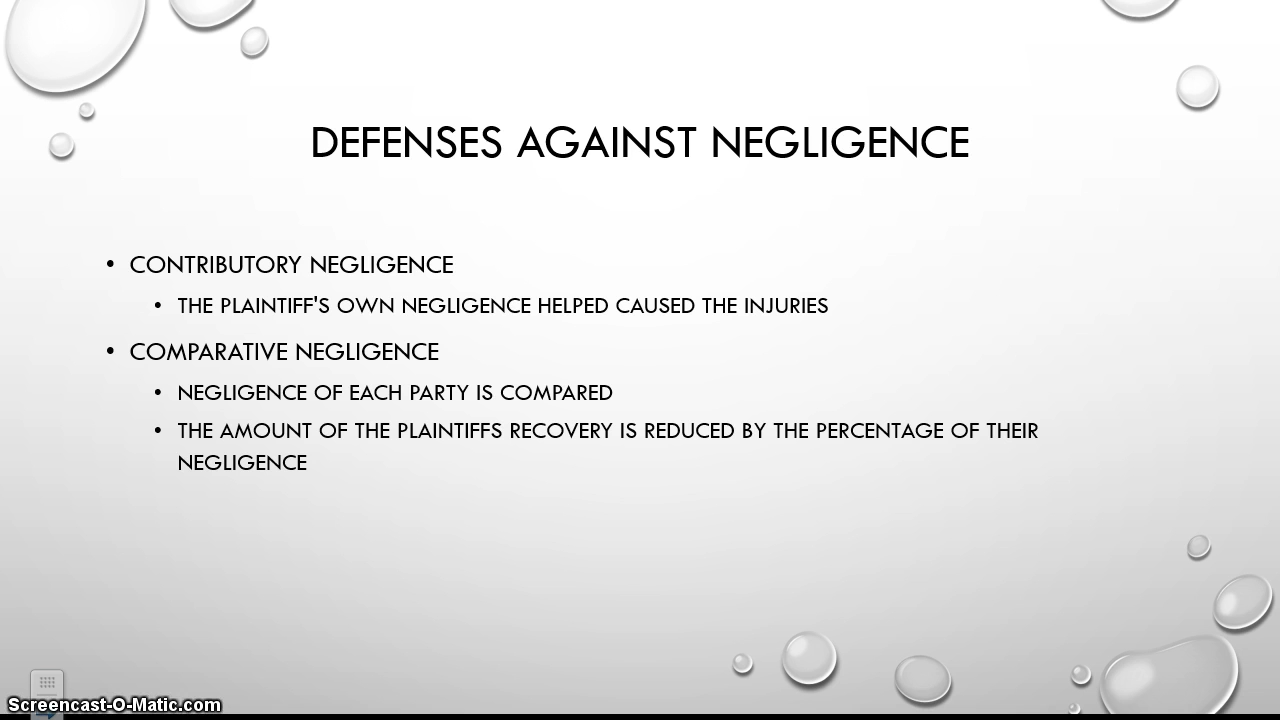 DEFENSES AGAINST NEGLIGENCE
• CONTRIBUTORY NEGLIGENCE
• THE PLAINTIFF'S OWN NEGLIGENCE HELPED CAUSED THE INJURIES
• COMPARATIVE NEGLIGENCE
• NEGLIGENCE OF EACH PARTY IS COMPARED
• THE AMOUNT OF THE PLAINTIFFS RECOVERY IS REDUCED BY THE PERCENTAGE OF THEIR
NEGLIGENCE
Screencast-O-Matic.com